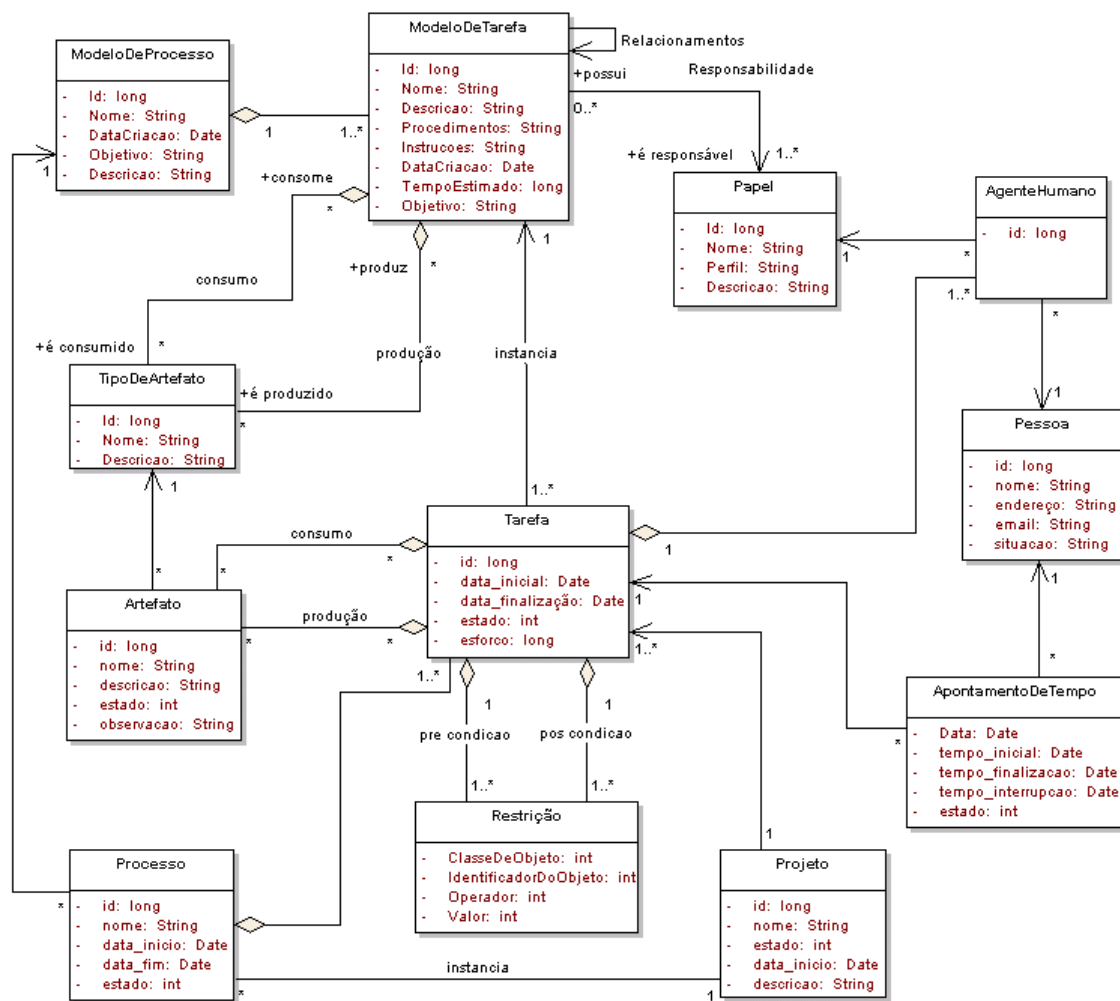 ModeloDeProcesso
- Id: long
- Nome: String
- DataCriacao: Date
- Objetivo: String
- Descricao: String
1
1..*
1
ModeloDeTarefa
- Id: long
- Nome: String
- Descricao: String
- Procedimentos: String
- Instrucoes: String
- DataCriacao: Date
- TempoEstimado: long
- Objetivo: String
Relacionamentos
+possui
Responsabilidade
0..*
+é responsável
1..*
Papel
- Id: long
- Nome: String
- Perfil: String
- Descricao: String
1
*
AgenteHumano
- id: long
1..*
*
+consome
*
consumo
+é consumido
*
+produz
*
produção
+é produzido
*
1
instancia
1..*
TipoDeArtefato
- Id: long
- Nome: String
- Descricao: String
1
*
1
Pessoa
- id: long
- nome: String
- endereço: String
- email: String
- situacao: String
1
*
Tarefa
- id: long
- data_inicial: Date
- data_finalização: Date
- estado: int
- esforco: long
consumo
*
*
produção
*
*
1
1
1..*
1..*
Artefato
- id: long
- nome: String
- descricao: String
- estado: int
- observacao: String
ApontamentoDeTempo
- Data: Date
- tempo_inicial: Date
- tempo_finalizacao: Date
- tempo_interrupcao: Date
- estado: int
*
1
pre condicao
1..*
1
pos condicao
1..*
Restrição
- ClasseDeObjeto: int
- IdentificadorDoObjeto: int
- Operador: int
- Valor: int
Processo
- id: long
- nome: String
- data_inicio: Date
- data_fim: Date
- estado: int
*
*
instancia
1
1
Projeto
- id: long
- nome: String
- estado: int
- data_inicio: Date
- descricao: String